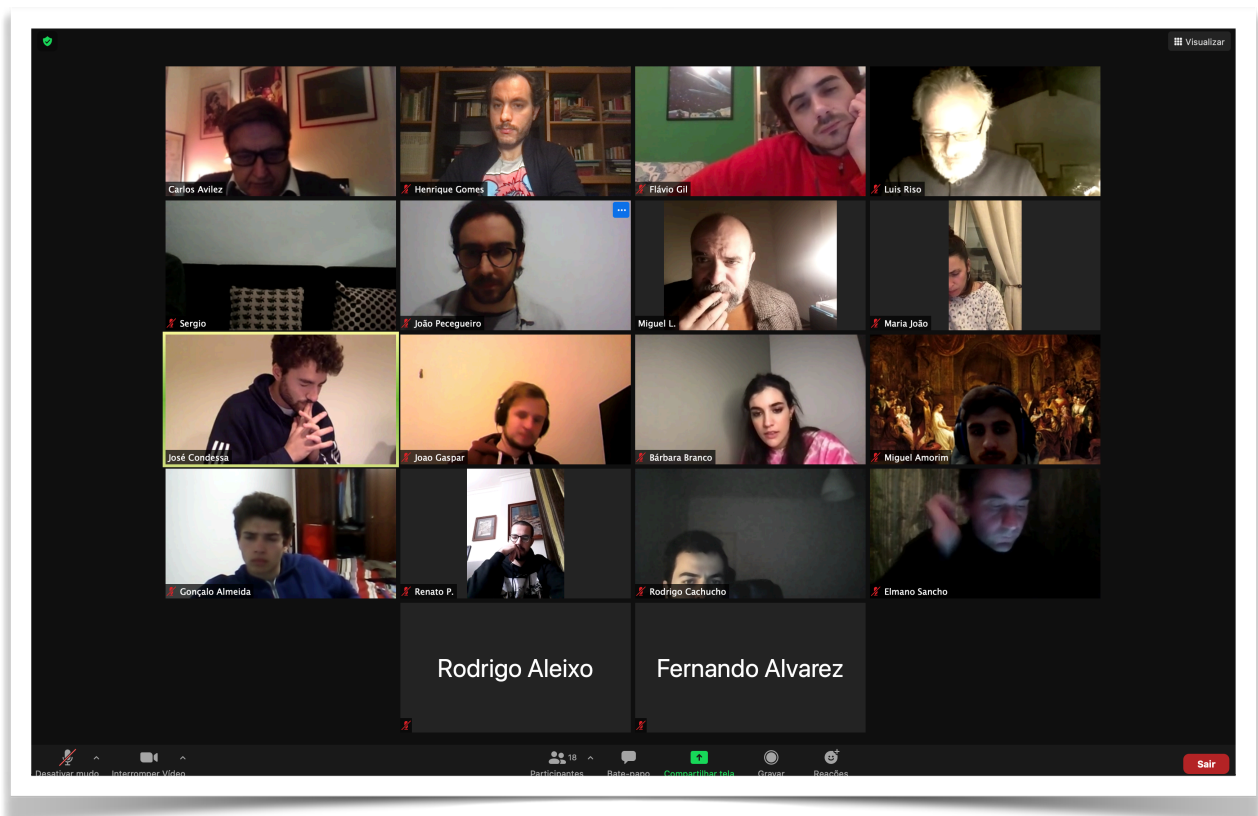 Visualizar
Carlos Avilez
Henrique Gomes
Flávio Gil
Luis Riso
Sergio
João Pecegueiro
Miguel L.
Maria João
José Condessa
Joao Gaspar
Bárbara Branco
Miguel Amorim
Gonçalo Almeida
Renato P.
Rodrigo Cachucho
Elmano Sancho
Rodrigo Aleixo
Fernando Alvarez
Desativar mudo
Interromper Vídeo
Participantes
18
Bate-papo
Compartilhar tela
Gravar
Reações
Sair